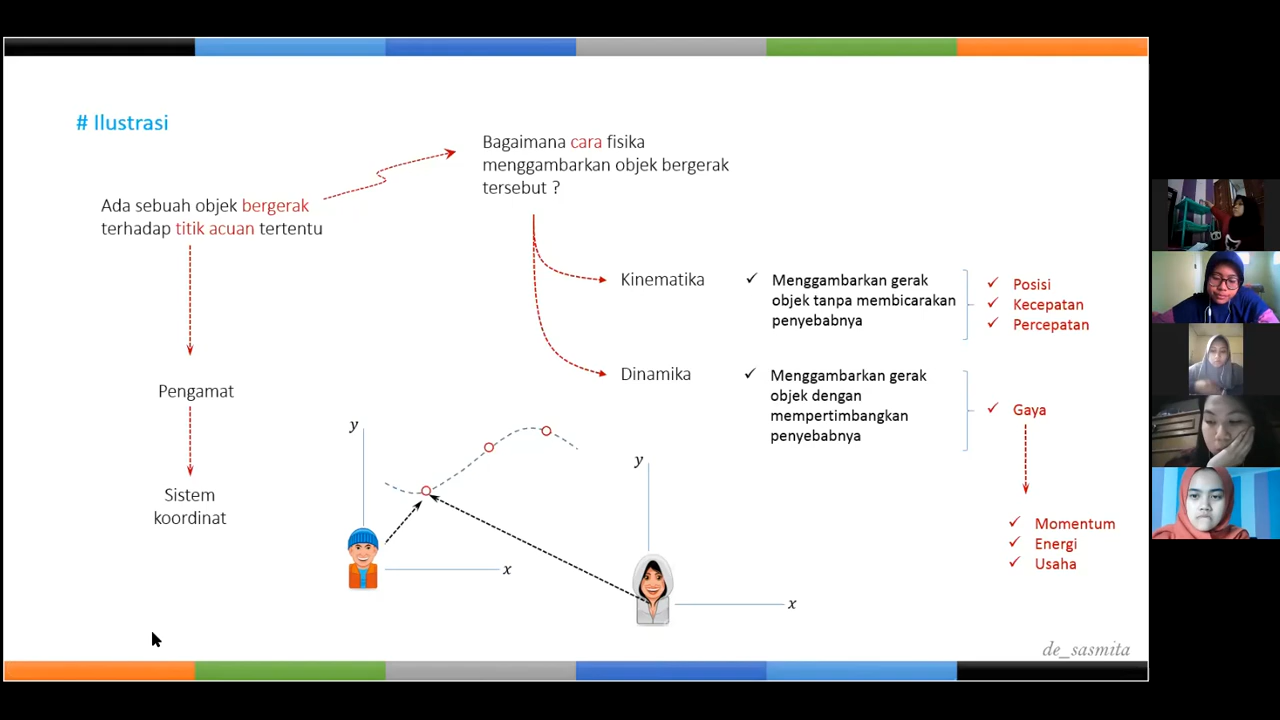 # Ilustrasi
Bagaimana cara fisika
menggambarkan objek bergerak
tersebut ?
Ada sebuah objek bergerak
terhadap titik acuan tertentu
Kinematika
✓ Menggambarkan gerak
objek tanpa membicarakan
penyebabnya
✓ Posisi
✓ Kecepatan
✓ Percepatan
Dinamika
✓ Menggambarkan gerak
objek dengan
mempertimbangkan
penyebabnya
✓ Gaya
Pengamat
Sistem
koordinat
y
x
y
x
✓ Momentum
✓ Energi
✓ Usaha
de_sasmita